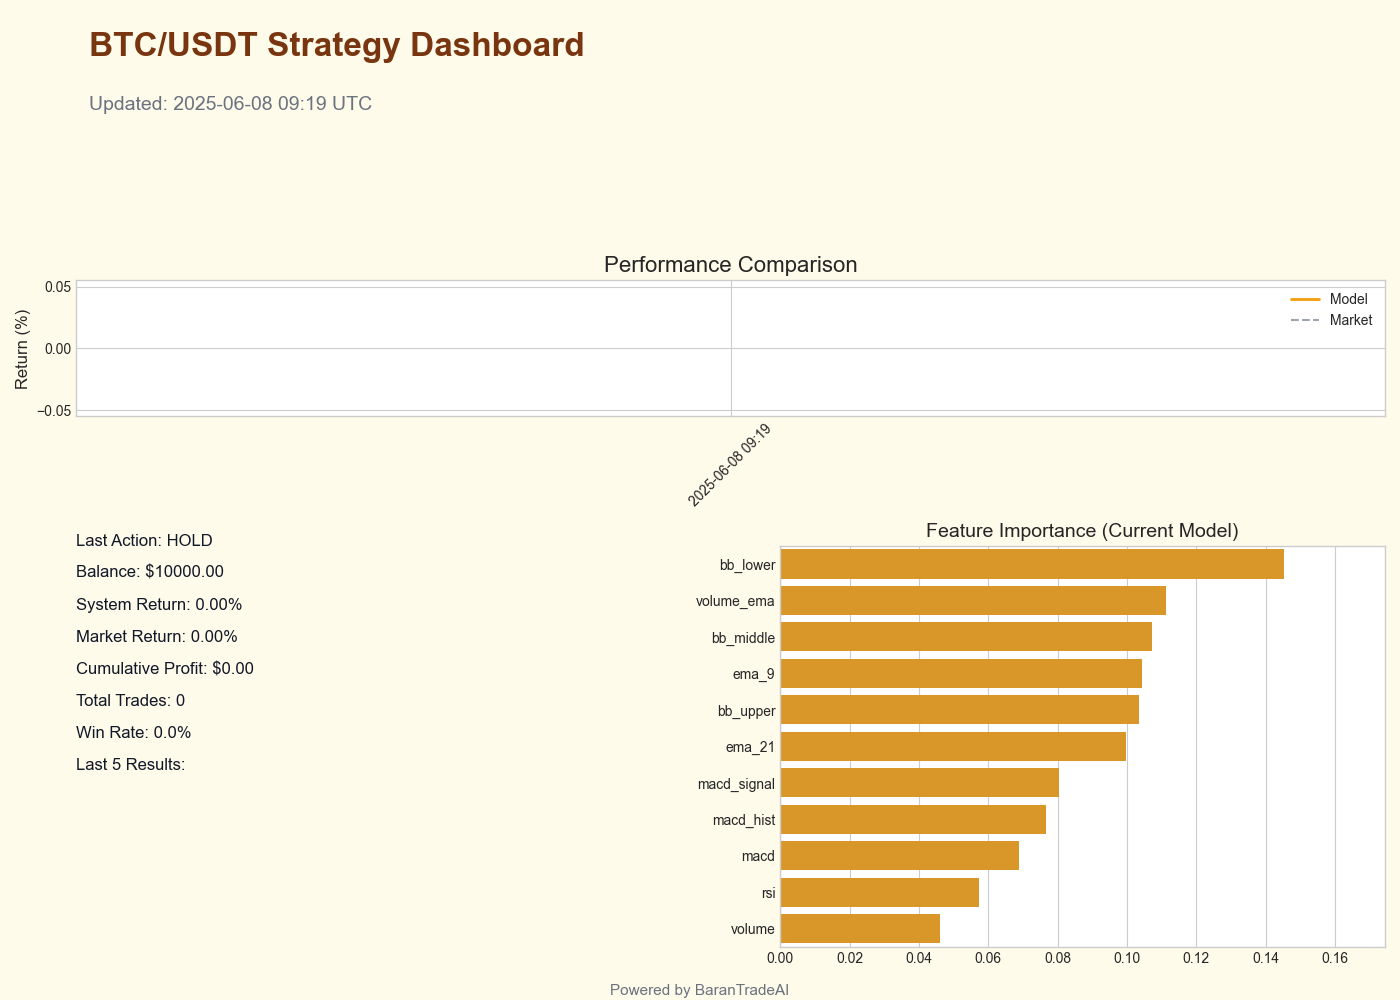 BTC/USDT Strategy Dashboard
Updated: 2025-06-08 09:19 UTC
Performance Comparison
Return (%)
0.05
0.00
−0.05
Model
Market
2025-06-08 09:19
Last Action: HOLD
Balance: $10000.00
System Return: 0.00%
Market Return: 0.00%
Cumulative Profit: $0.00
Total Trades: 0
Win Rate: 0.0%
Last 5 Results:
Feature Importance (Current Model)
bb_lower
volume_ema
bb_middle
ema_9
bb_upper
ema_21
macd_signal
macd_hist
macd
rsi
volume
0.00 0.02 0.04 0.06 0.08 0.10 0.12 0.14 0.16
Powered by BaranTradeAI